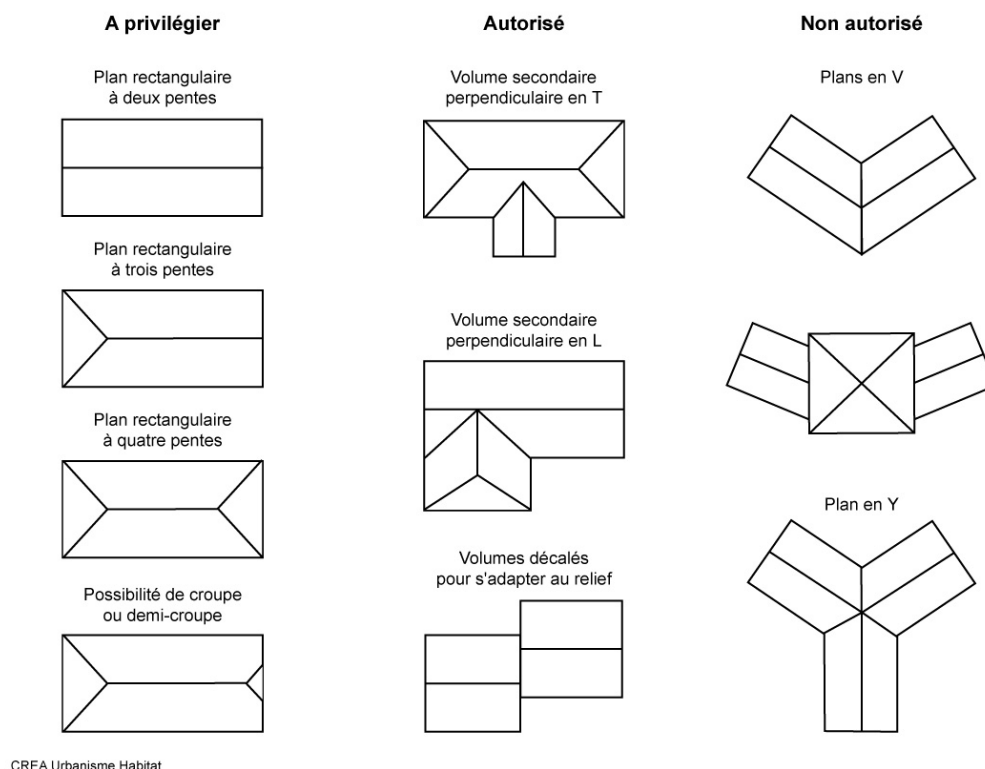 A privilégier
Plan rectangulaire
à deux pentes
Plan rectangulaire
à trois pentes
Plan rectangulaire
à quatre pentes
Possibilité de croupe
ou demi-croupe
Autorisé
Volume secondaire
perpendiculaire en T
Volume secondaire
perpendiculaire en L
Volumes décalés
pour s'adapter au relief
Non autorisé
Plans en V
Plan en Y
CREA Urbanisme Habitat